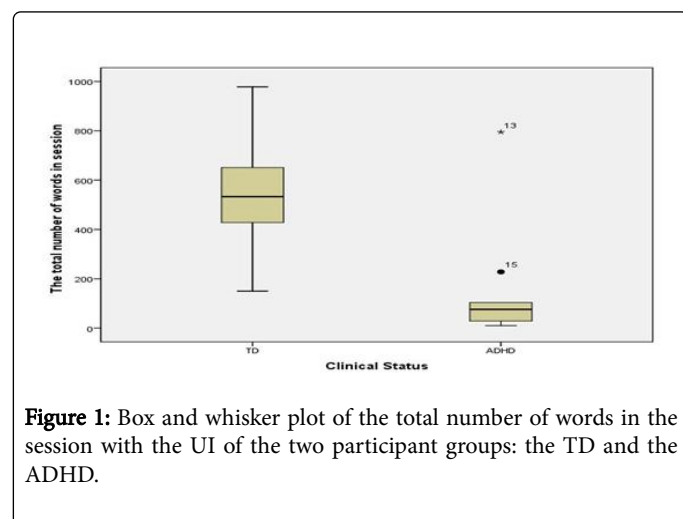 The total number of words in session
1000
800
600
400
200
0
13
15
TD
ADHD
Clinical Status
Figure 1: Box and whisker plot of the total number of words in the
session with the UI of the two participant groups: the TD and the
ADHD.